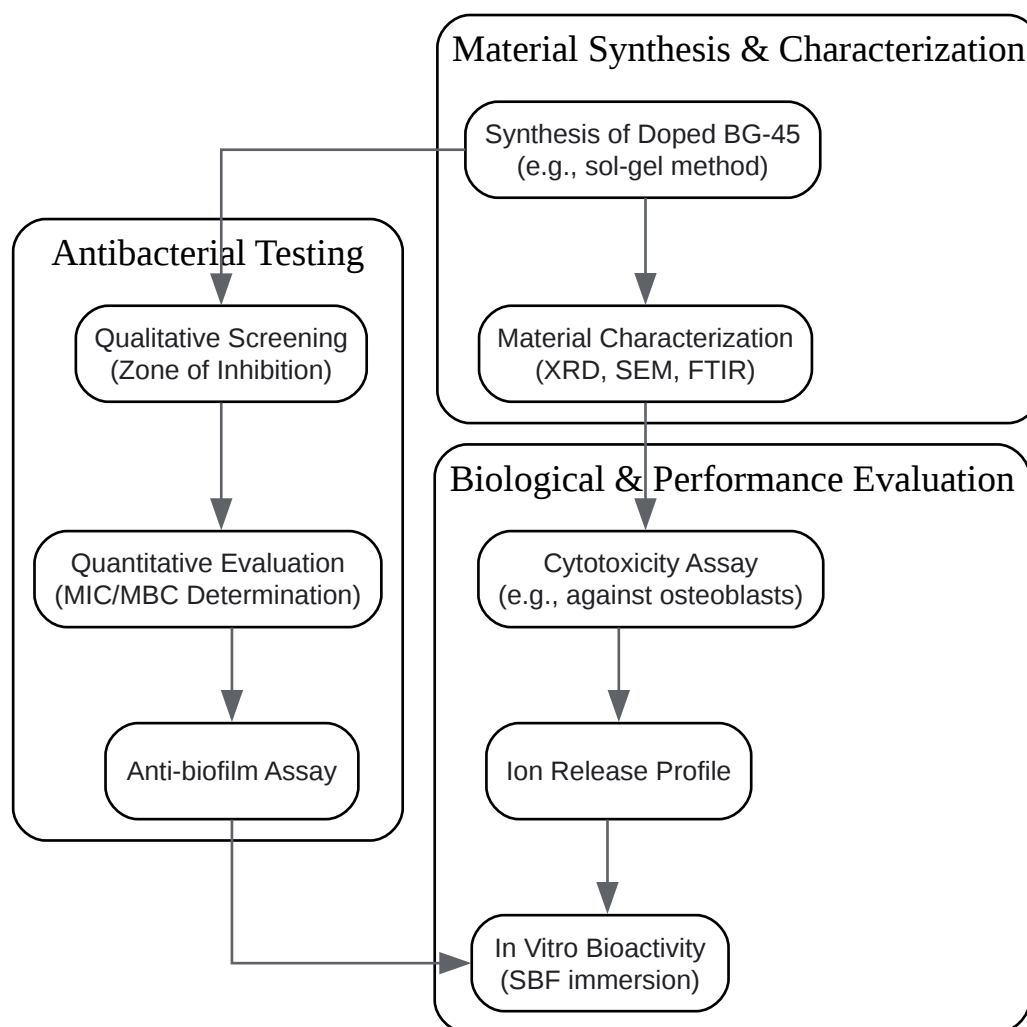 Material Synthesis & Characterization
Synthesis of Doped BG-45
(e.g., sol-gel method)
Material Characterization
(XRD, SEM, FTIR)
Antibacterial Testing
Qualitative Screening
(Zone of Inhibition)
Quantitative Evaluation
(MIC/MBC Determination)
Anti-biofilm Assay
Biological & Performance Evaluation
Cytotoxicity Assay
(e.g., against osteoblasts)
Ion Release Profile
In Vitro Bioactivity
(SBF immersion)